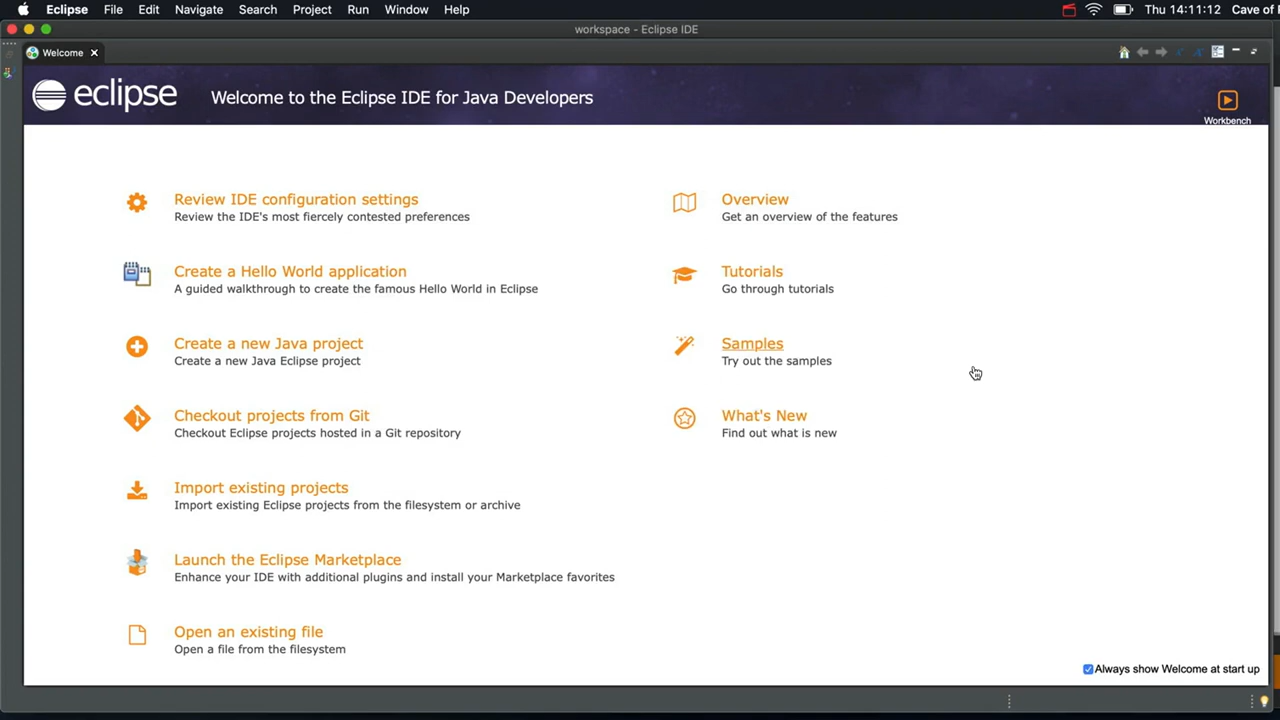 Eclipse File Edit Navigate Search Project Run Window Help Thu 14:11:12 Cave of
workspace - Eclipse IDE
Welcome
eclipse Welcome to the Eclipse IDE for Java Developers
Workbench
Review IDE configuration settings
Review the IDE's most fiercely contested preferences
Create a Hello World application
A guided walkthrough to create the famous Hello World in Eclipse
Create a new Java project
Create a new Java Eclipse project
Checkout projects from Git
Checkout Eclipse projects hosted in a Git repository
Import existing projects
Import existing Eclipse projects from the filesystem or archive
Launch the Eclipse Marketplace
Enhance your IDE with additional plugins and install your Marketplace favorites
Open an existing file
Open a file from the filesystem
Overview
Get an overview of the features
Tutorials
Go through tutorials
Samples
Try out the samples
What's New
Find out what is new
Always show Welcome at start up